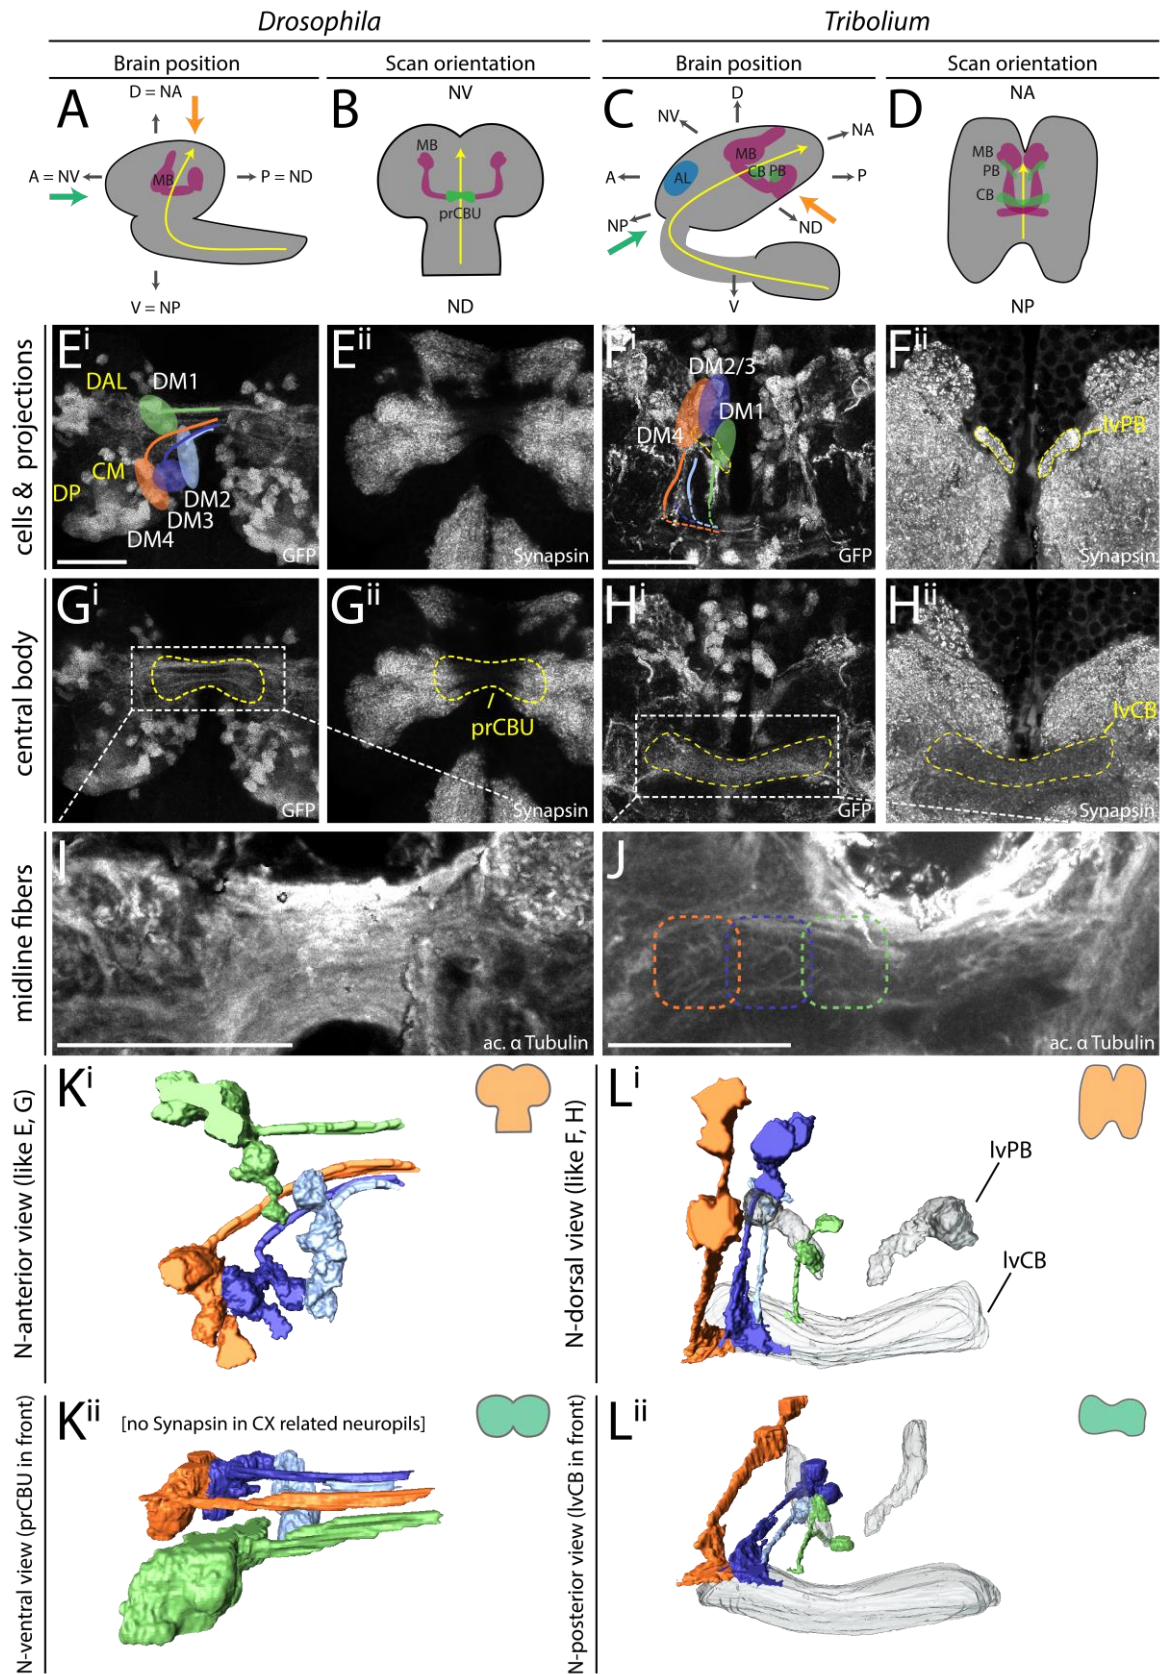 Drosophila
Tribolium
Brain position
Scan orientation
Brain position
Scan orientation
A
D = NA
A = NV
P = ND
V = NP
MB
B
NV
MB
prCBU
ND
C
D
NV
NA
A
P
NP
ND
V
MB
CB PB
AL
D
NA
MB
PB
CB
NP
cells & projections
Ei
DAL
DM1
CM
DP
DM2
DM3
DM4
GFP
Eii
Synapsin
Fi
DM2/3
DM1
DM4
GFP
Fii
lvPB
Synapsin
central body
Gi
GFP
Gii
prCBU
Synapsin
Hi
GFP
Hii
lvCB
Synapsin
midline fibers
I
ac. α Tubulin
J
ac. α Tubulin
N-anterior view (like E, G)
Ki
N-dorsal view (like F, H)
Li
lvPB
lvCB
N-ventral view (prCBU in front)
Kii
[no Synapsin in CX related neuropils]
N-posterior view (lvCB in front)
Lii